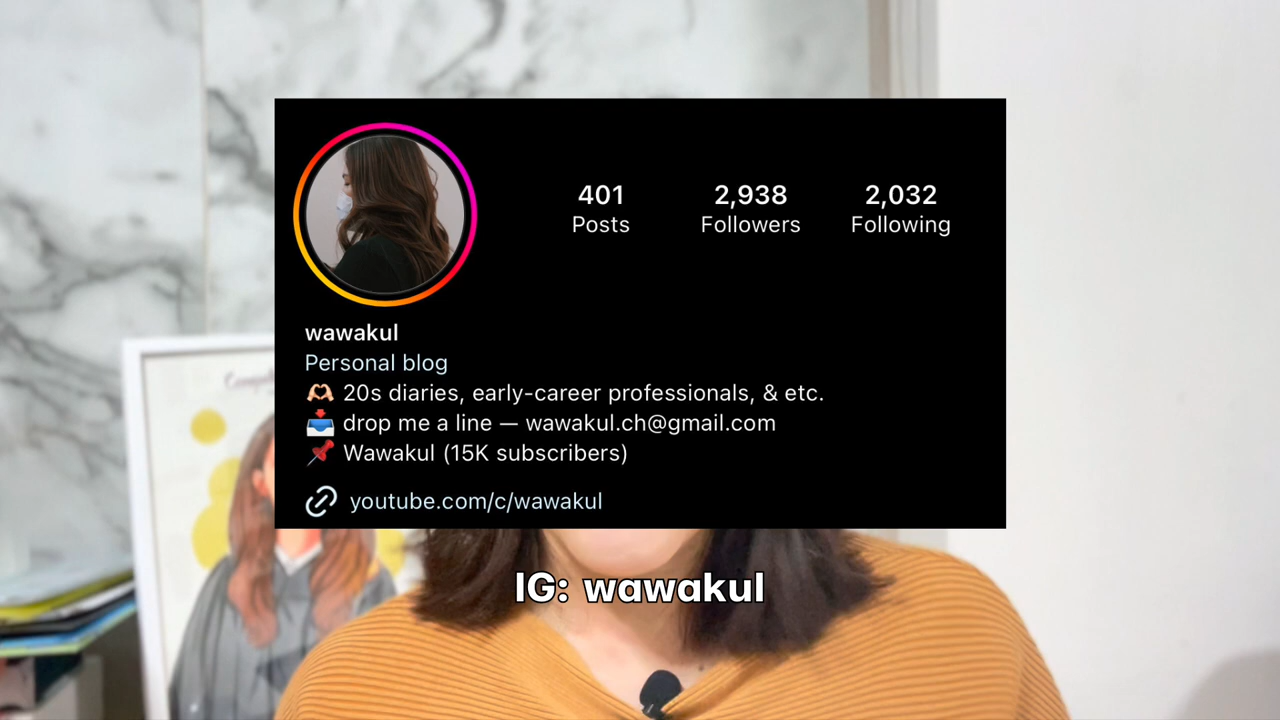 401 2,938 2,032
Posts Followers Following
wawakul
Personal blog
🫶🏻 20s diaries, early-career professionals, & etc.
📥 drop me a line — wawakul.ch@gmail.com
📌 Wawakul (15K subscribers)
youtube.com/c/wawakul
IG: wawakul